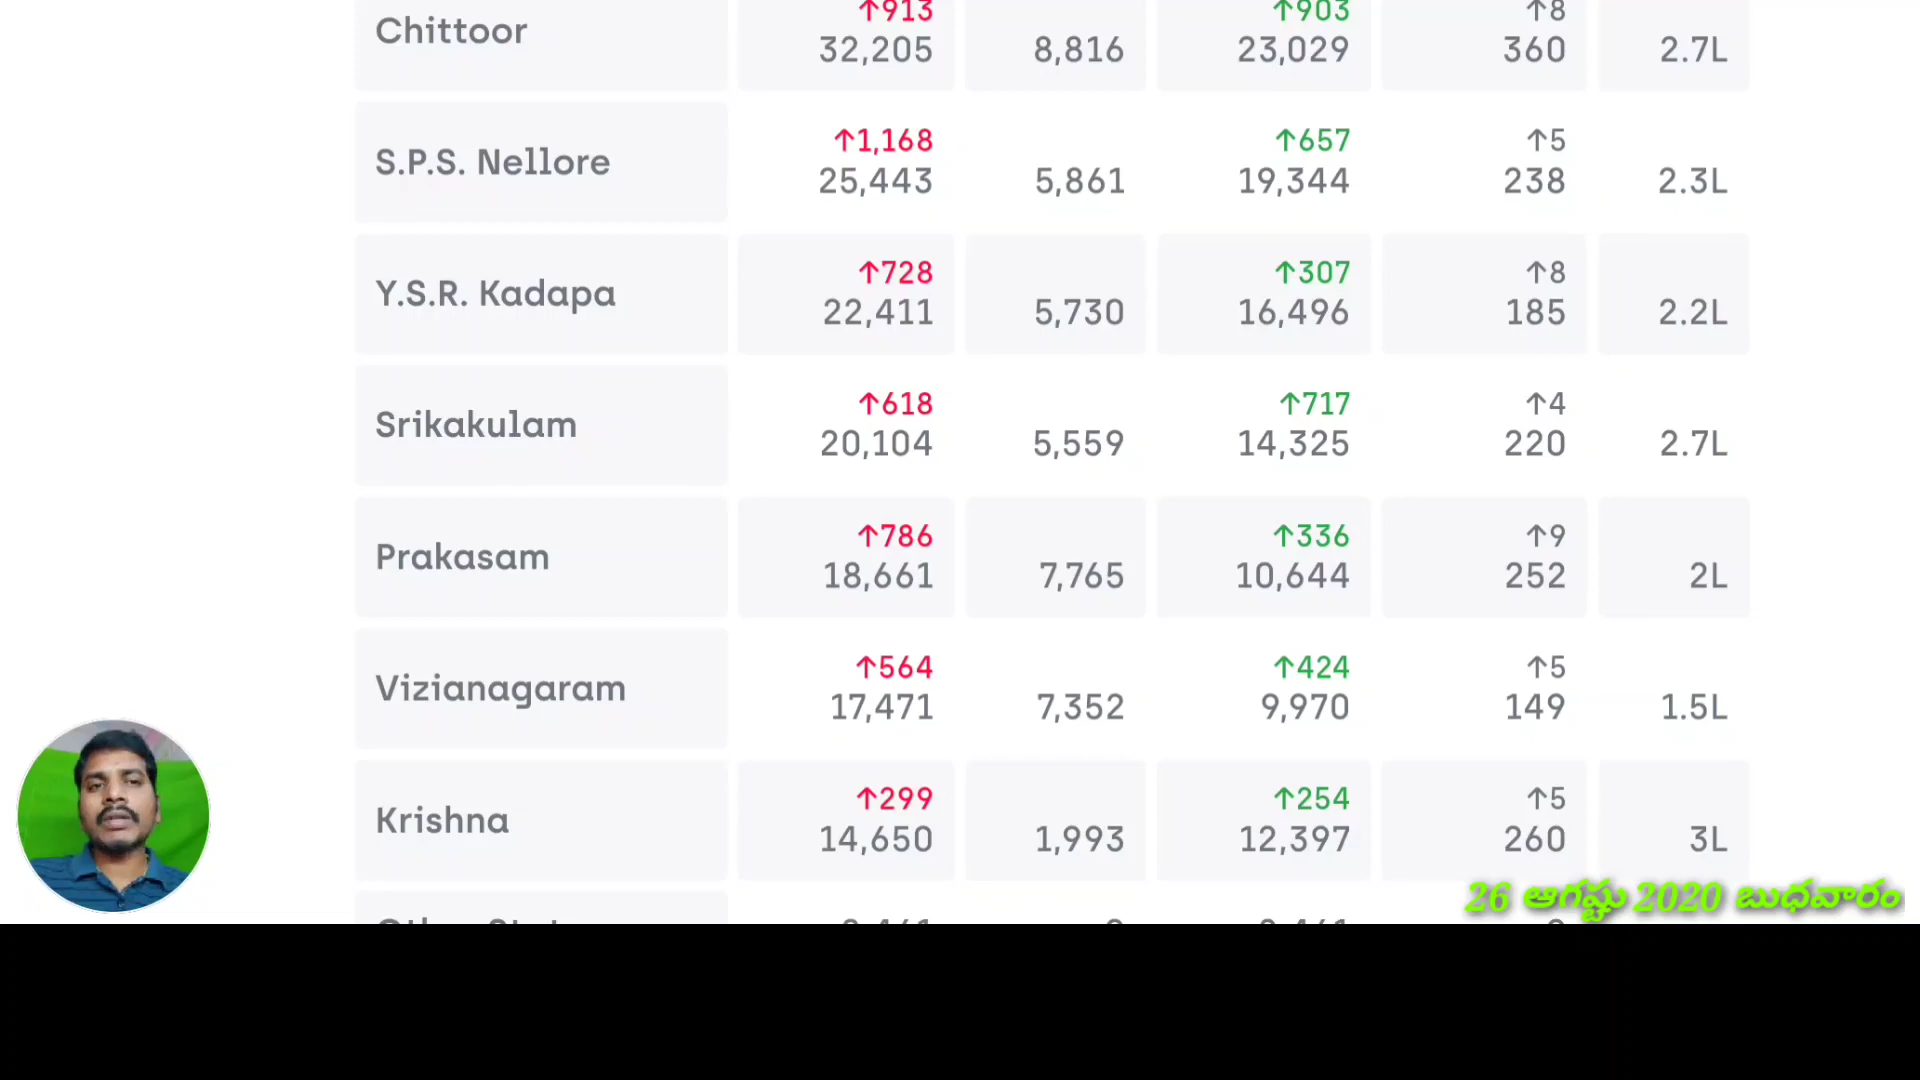 ↑913 ↑903 ↑8
Chittoor 32,205 8,816 23,029 360 2.7L
↑1,168 ↑657 ↑5
S.P.S. Nellore 25,443 5,861 19,344 238 2.3L
↑728 ↑307 ↑8
Y.S.R. Kadapa 22,411 5,730 16,496 185 2.2L
↑618 ↑717 ↑4
Srikakulam 20,104 5,559 14,325 220 2.7L
↑786 ↑336 ↑9
Prakasam 18,661 7,765 10,644 252 2L
↑564 ↑424 ↑5
Vizianagaram 17,471 7,352 9,970 149 1.5L
↑299 ↑254 ↑5
Krishna 14,650 1,993 12,397 260 3L
26 ఆగష్టు 2020 బుధవారం